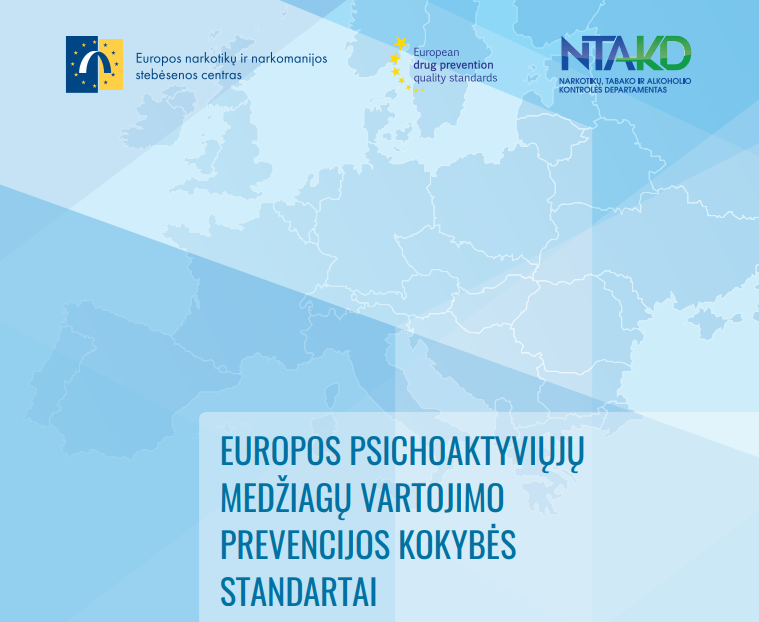 Europos narkotikų ir narkomanijos
stebėsenos centras
European
drug prevention
quality standards
NTAKD
NARKOTIKŲ, TABAKO IR ALKOHOLIO
KONTROLĖS DEPARTAMENTAS
EUROPOS PSICHOAKTYVIŲJŲ
MEDŽIAGŲ VARTOJIMO
PREVENCIJOS KOKYBĖS
STANDARTAI